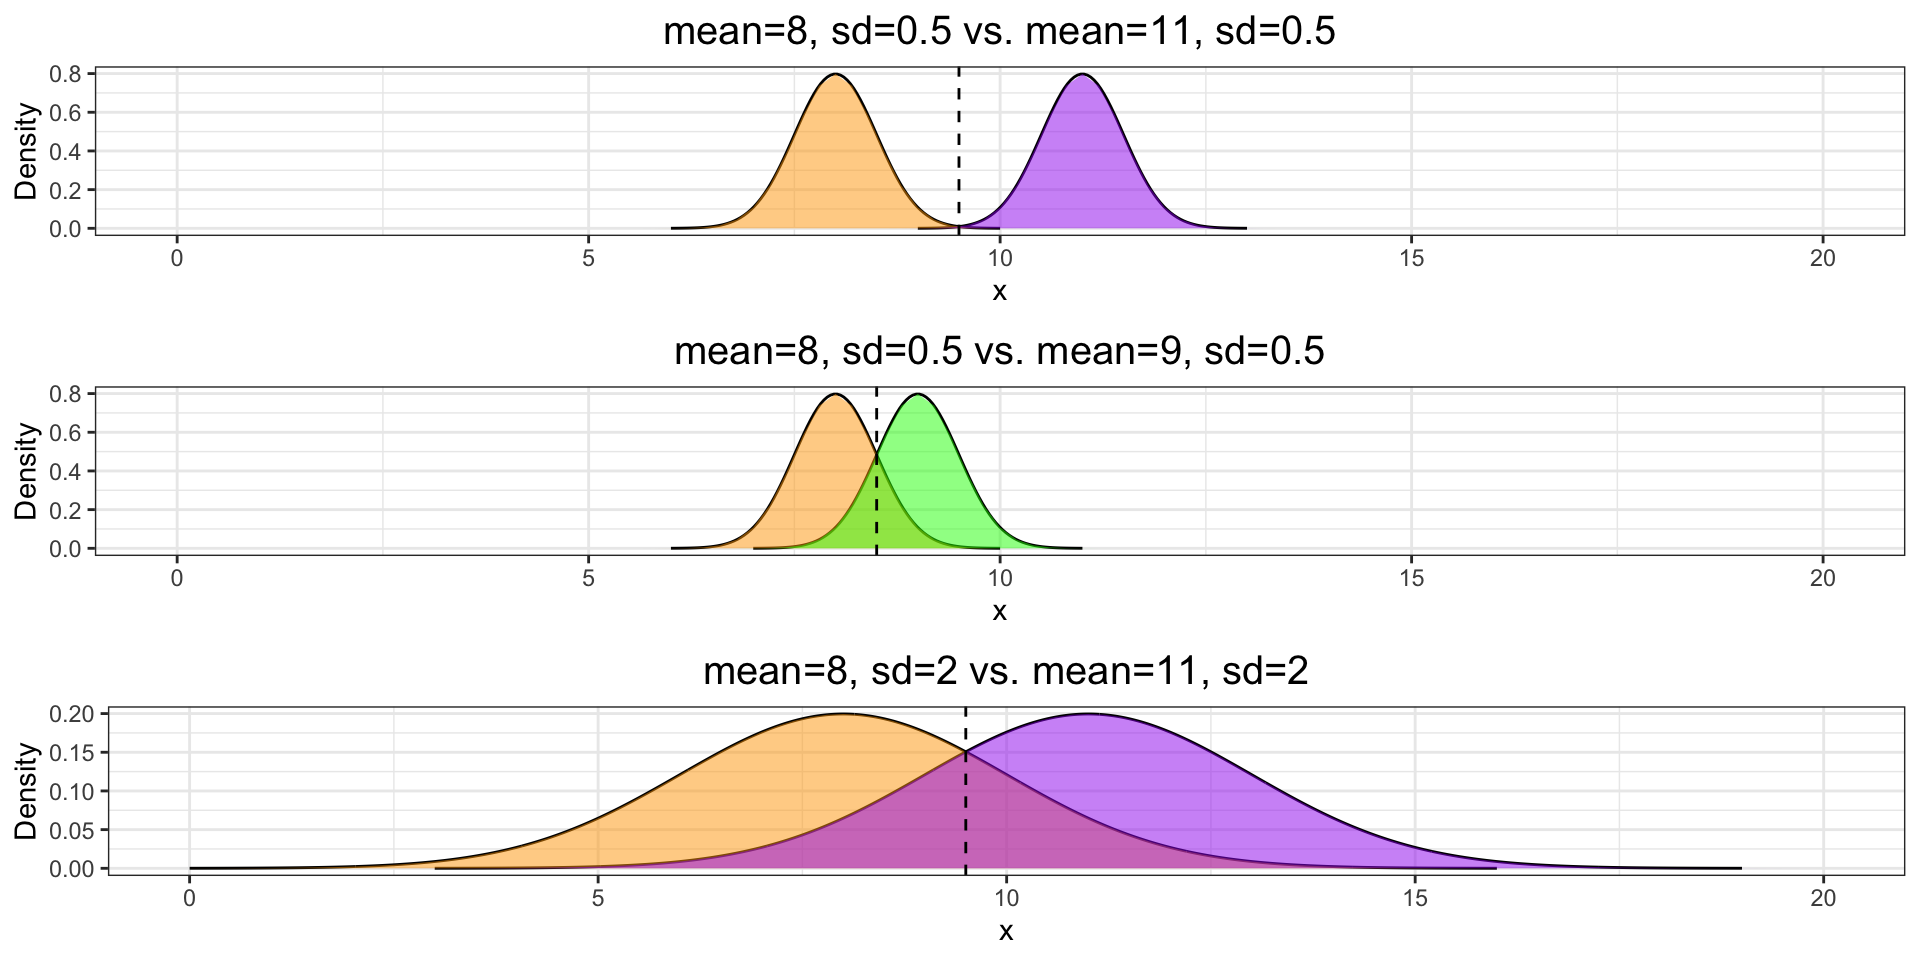 mean=8, sd=0.5 vs. mean=11, sd=0.5
Density
0.8
0.6
0.4
0.2
0.0
0 5 10 15 20
x
mean=8, sd=0.5 vs. mean=9, sd=0.5
Density
0.8
0.6
0.4
0.2
0.0
0 5 10 15 20
x
mean=8, sd=2 vs. mean=11, sd=2
Density
0.20
0.15
0.10
0.05
0.00
0 5 10 15 20
x